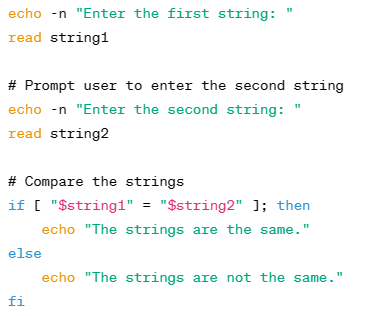 echo -n "Enter the first string: "
read string1

# Prompt user to enter the second string
echo -n "Enter the second string: "
read string2

# Compare the strings
if [ "$string1" = "$string2" ]; then
    echo "The strings are the same."
else
    echo "The strings are not the same."
fi